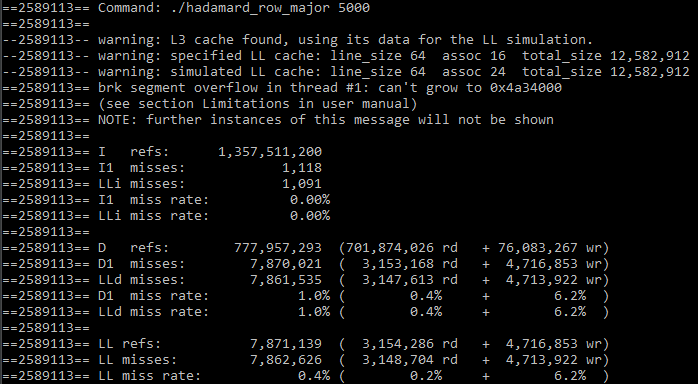 ==2589113== Command: ./hadamard_row_major 5000
==2589113==
--2589113-- warning: L3 cache found, using its data for the LL simulation.
--2589113-- warning: specified LL cache: line_size 64  assoc 16  total_size 12,582,912
--2589113-- warning: simulated LL cache: line_size 64  assoc 24  total_size 12,582,912
==2589113== brk segment overflow in thread #1: can't grow to 0x4a34000
==2589113== (see section Limitations in user manual)
==2589113== NOTE: further instances of this message will not be shown
==2589113==
==2589113== I   refs:      1,357,511,200
==2589113== I1  misses:            1,118
==2589113== LLi misses:            1,091
==2589113== I1  miss rate:          0.00%
==2589113== LLi miss rate:          0.00%
==2589113==
==2589113== D   refs:        777,957,293  (701,874,026 rd   + 76,083,267 wr)
==2589113== D1  misses:        7,870,021  (  3,153,168 rd   +  4,716,853 wr)
==2589113== LLd misses:        7,861,535  (  3,147,613 rd   +  4,713,922 wr)
==2589113== D1  miss rate:           1.0% (        0.4%     +        6.2%  )
==2589113== LLd miss rate:           1.0% (        0.4%     +        6.2%  )
==2589113==
==2589113== LL refs:           7,871,139  (  3,154,286 rd   +  4,716,853 wr)
==2589113== LL misses:         7,862,626  (  3,148,704 rd   +  4,713,922 wr)
==2589113== LL miss rate:            0.4% (        0.2%     +        6.2%  )